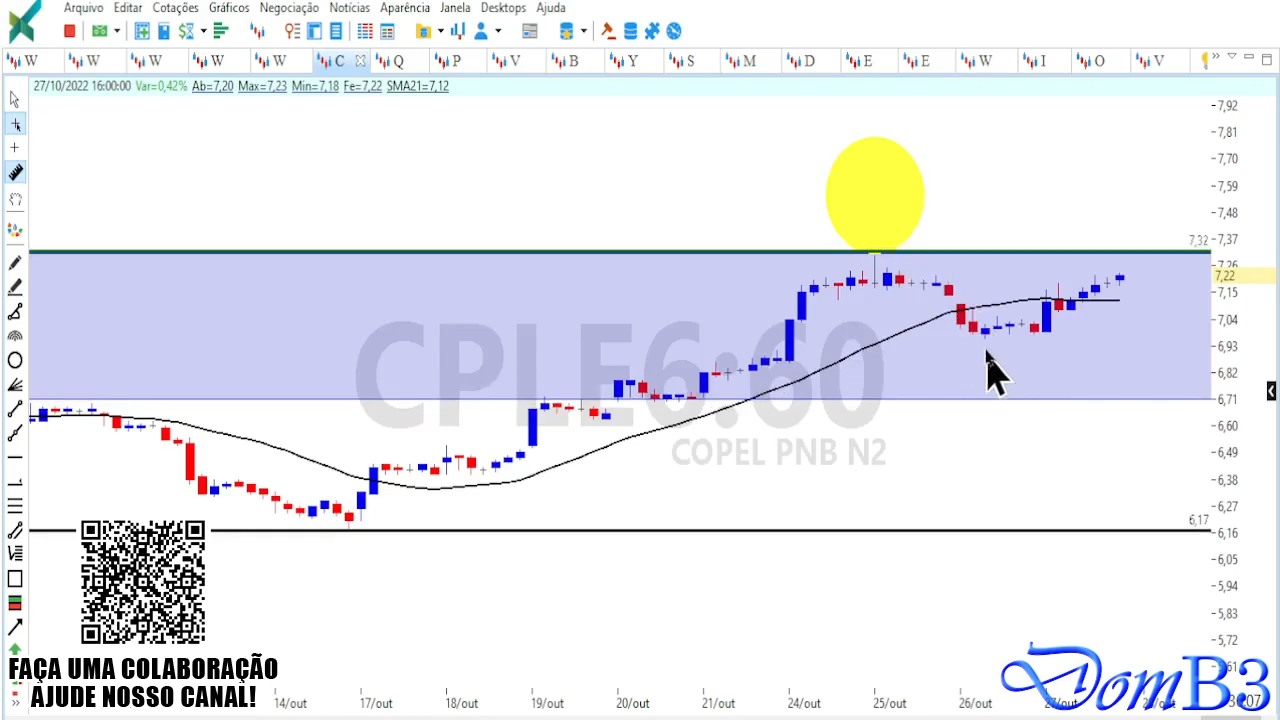 Arquivo Editar Cotações Gráficos Negociação Notícias Aparência Janela Desktops Ajuda
W W W W W C Q P V B Y S M D E E W I O V
27/10/2022 16:00:00 Var=0,42% Ab=7,20 Max=7,23 Min=7,18 Fe=7,22 SMA21=7,12
7,92
7,81
7,70
7,59
7,48
7,37
7,32
7,26
7,22
7,15
7,04
6,93
6,82
6,71
6,60
6,49
6,38
6,27
6,17
6,16
6,05
5,94
5,83
5,72
5,61
CPLE6:60
COPEL PNB N2
FAÇA UMA COLABORAÇÃO
AJUDE NOSSO CANAL!
DomB3
14/out 17/out 18/out 19/out 20/out 21/out 24/out 25/out 26/out 27/out